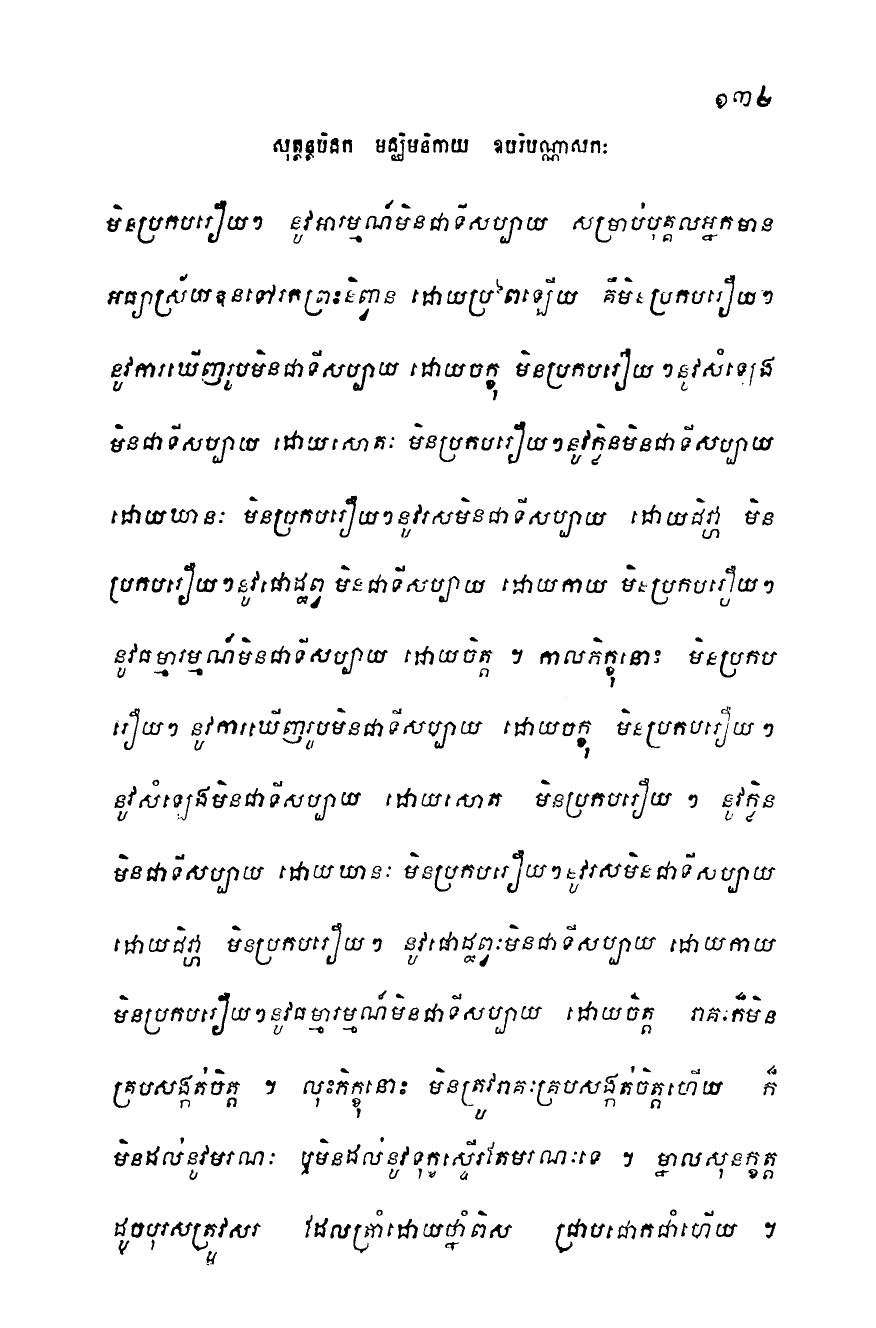 ១៣៤
សុត្តន្តបិដក មជ្ឈិមនិកាយ ឧបរិបណ្ណាសកៈ
មិនប្រកបរឿយៗ នូវអារម្មណ៍មិនជាទីសប្បាយ សម្រាប់បុគ្គលអ្នកមាន
អធ្យាស្រ័យឱនទៅរកព្រះនិព្វាន ដោយប្រពៃឡើយ គឺមិនប្រកបរឿយៗ
នូវការឃើញរូបមិនជាទីសប្បាយ ដោយចក្ខុ មិនប្រកបរឿយៗនូវសំឡេង
មិនជាទីសប្បាយ ដោយសោតៈ មិនប្រកបរឿយៗនូវក្លិនមិនជាទីសប្បាយ
ដោយឃានៈ មិនប្រកបរឿយៗនូវរសមិនជាទីសប្បាយ ដោយជិវ្ហា មិន
ប្រកបរឿយៗនូវផោដ្ឋព្វ មិនជាទីសប្បាយ ដោយកាយ មិនប្រកបរឿយៗ
នូវធម្មារម្មណ៍មិនជាទីសប្បាយ ដោយចិត្ត ។ កាលភិក្ខុនោះ មិនប្រកប
រឿយៗ នូវការឃើញរូបមិនជាទីសប្បាយ ដោយចក្ខុ មិនប្រកបរឿយៗ
នូវសំឡេងមិនជាទីសប្បាយ ដោយសោត មិនប្រកបរឿយៗ នូវក្លិន
មិនជាទីសប្បាយ ដោយឃានៈ មិនប្រកបរឿយៗនូវរសមិនជាទីសប្បាយ
ដោយជិវ្ហា មិនប្រកបរឿយៗ នូវផោដ្ឋព្វៈមិនជាទីសប្បាយ ដោយកាយ
មិនប្រកបរឿយៗនូវធម្មារម្មណ៍មិនជាទីសប្បាយ ដោយចិត្ត រាគៈក៏មិន
គ្របសង្កត់ចិត្ត ។ លុះភិក្ខុនោះ មិនត្រូវរាគៈគ្របសង្កត់ចិត្តហើយ ក៏
មិនដល់នូវមរណៈ ឬមិនដល់នូវទុក្ខស្ទើរតែមរណៈទេ ។ ម្នាលសុនក្ខត្ត
ដូចបុរសត្រូវសរ ដែលត្រាំដោយថ្នាំពិស ជ្រាបជោកជាំហើយ ។